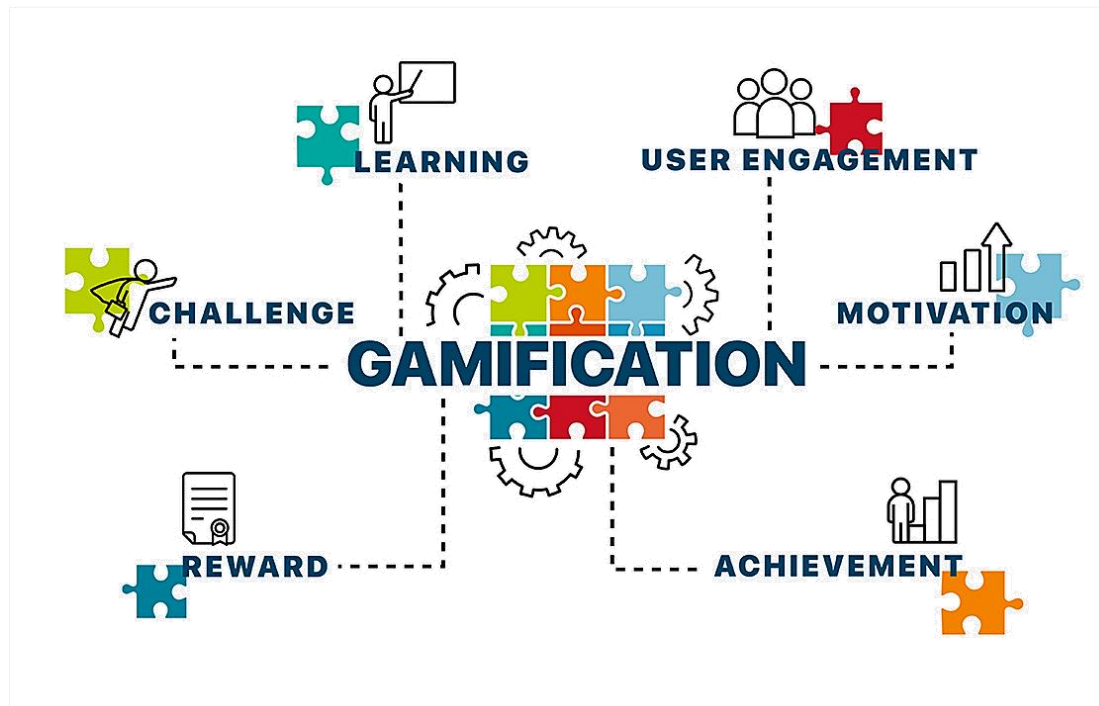 LEARNING
USER ENGAGEMENT
CHALLENGE
MOTIVATION
GAMIFICATION
REWARD
ACHIEVEMENT